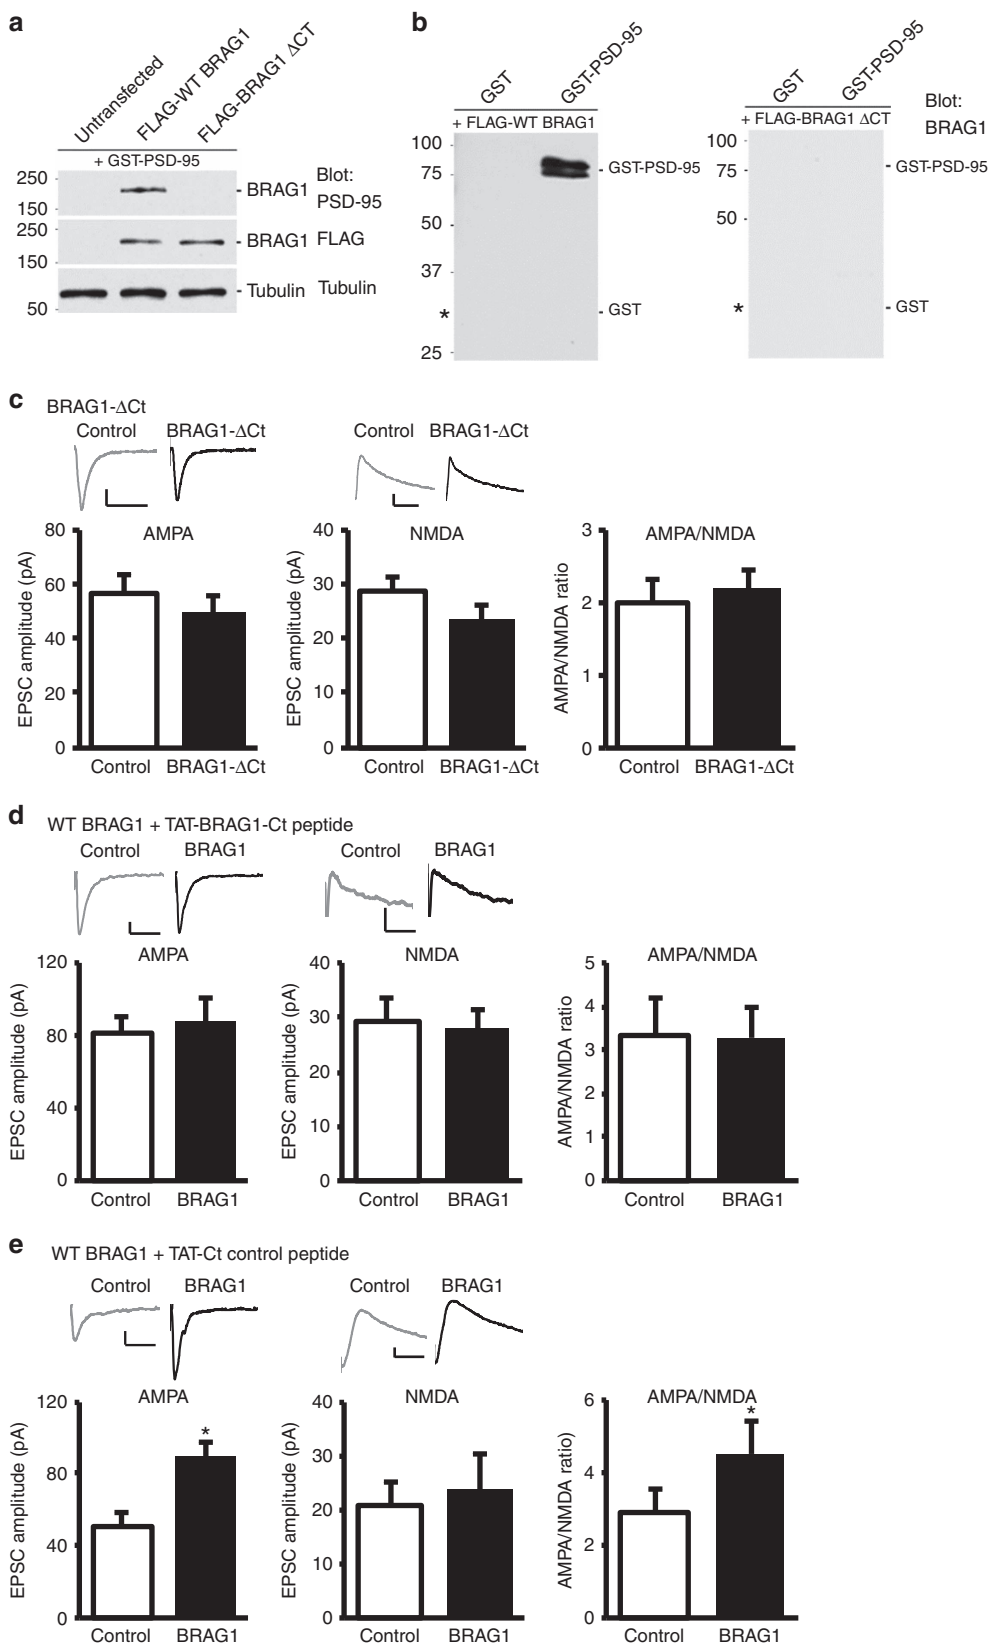 a
Untransfected
FLAG-WT BRAG1
FLAG-BRAG1 ΔCT
+ GST-PSD-95
250
150
BRAG1
Blot:
PSD-95
250
150
BRAG1
FLAG
50
Tubulin
Tubulin
b
GST
GST-PSD-95
+ FLAG-WT BRAG1
100
75
50
37
*
25
GST-PSD-95
GST
GST
GST-PSD-95
+ FLAG-BRAG1 ΔCT
100
75
50
*
GST-PSD-95
GST
Blot:
BRAG1
c
BRAG1-ΔCt
Control BRAG1-ΔCt
Control BRAG1-ΔCt
AMPA
EPSC amplitude (pA)
80
60
40
20
0
Control BRAG1-ΔCt
NMDA
EPSC amplitude (pA)
40
30
20
10
0
Control BRAG1-ΔCt
AMPA/NMDA
AMPA/NMDA ratio
3
2
1
0
Control BRAG1-ΔCt
d
WT BRAG1 + TAT-BRAG1-Ct peptide
Control BRAG1
Control BRAG1
AMPA
EPSC amplitude (pA)
120
80
40
0
Control BRAG1
NMDA
EPSC amplitude (pA)
40
30
20
10
0
Control BRAG1
AMPA/NMDA
AMPA/NMDA ratio
5
4
3
2
1
0
Control BRAG1
e
WT BRAG1 + TAT-Ct control peptide
Control BRAG1
Control BRAG1
AMPA
EPSC amplitude (pA)
120
80
40
0
*
Control BRAG1
NMDA
EPSC amplitude (pA)
40
30
20
10
0
Control BRAG1
AMPA/NMDA
AMPA/NMDA ratio)
6
4
2
0
*
Control BRAG1